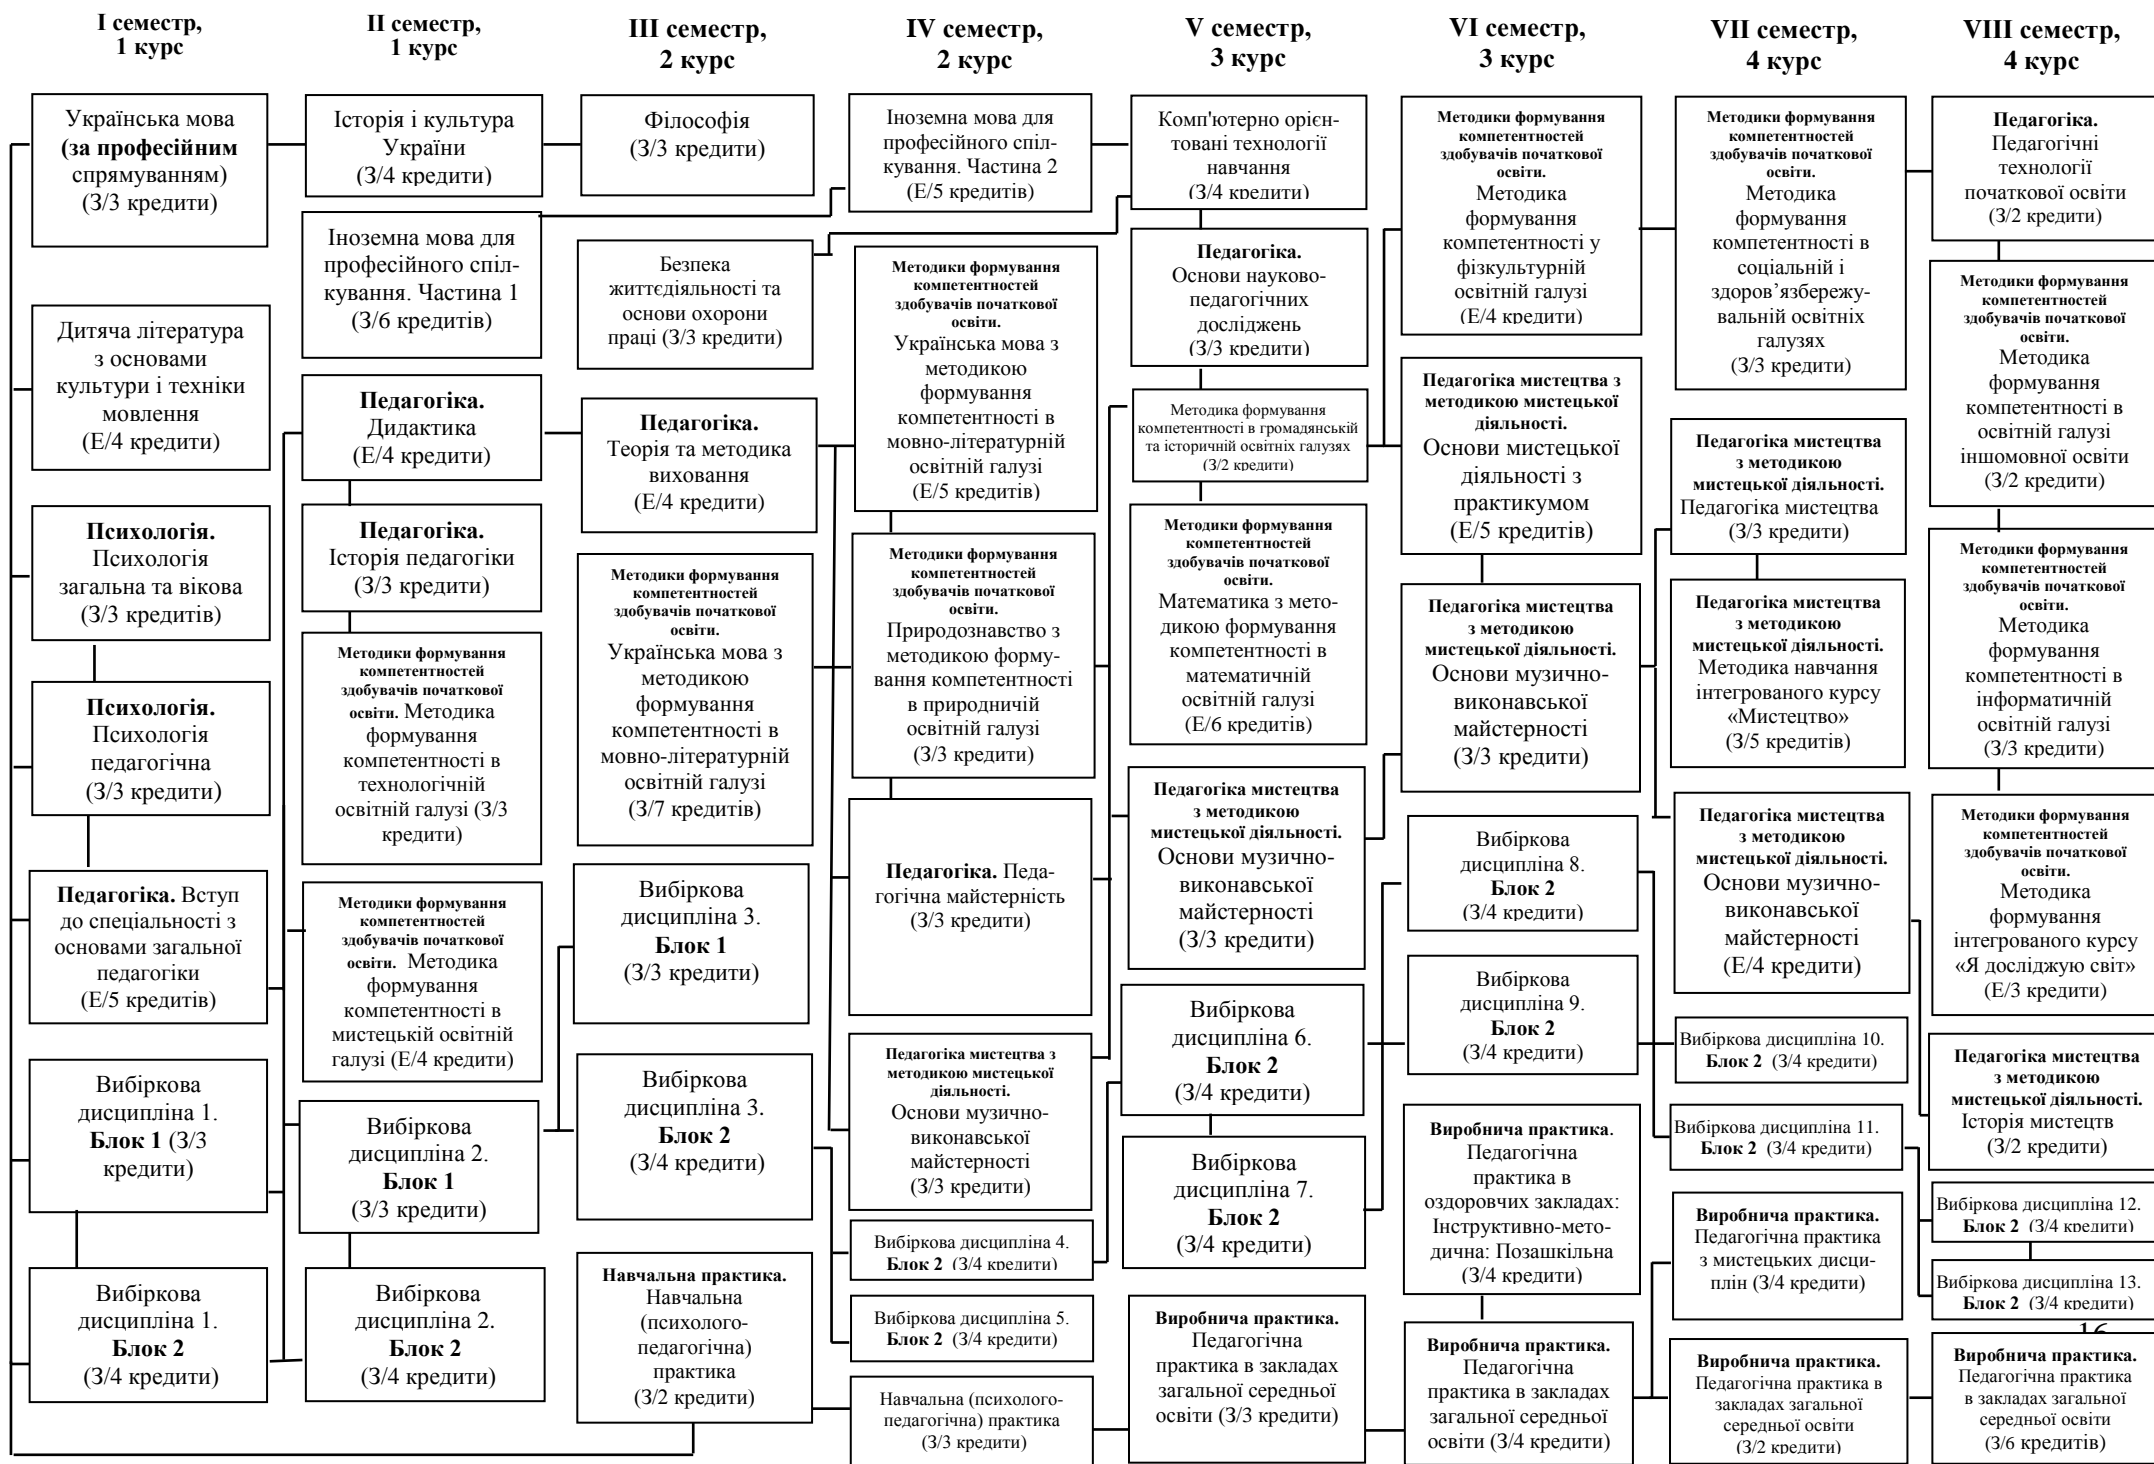 I семестр,
1 курс
II семестр,
1 курс
III семестр,
2 курс
IV семестр,
2 курс
V семестр,
3 курс
VI семестр,
3 курс
VII семестр,
4 курс
VIII семестр,
4 курс
Українська мова
(за професійним
спрямуванням)
(З/3 кредити)
Дитяча література
з основами
культури і техніки
мовлення
(Е/4 кредити)
Психологія.
Психологія
загальна та вікова
(З/3 кредитів)
Психологія.
Психологія
педагогічна
(З/3 кредити)
Педагогіка. Вступ
до спеціальності з
основами загальної
педагогіки
(Е/5 кредитів)
Вибіркова
дисципліна 1.
Блок 1 (З/3
кредити)
Вибіркова
дисципліна 1.
Блок 2
(З/4 кредити)
Історія і культура
України
(З/4 кредити)
Іноземна мова для
професійного спіл-
кування. Частина 1
(З/6 кредитів)
Педагогіка.
Дидактика
(Е/4 кредити)
Педагогіка.
Історія педагогіки
(З/3 кредити)
Методики формування
компетентностей
здобувачів початкової
освіти. Методика
формування
компетентності в
технологічній
освітній галузі (З/3
кредити)
Методики формування
компетентностей
здобувачів початкової
освіти. Методика
формування
компетентності в
мистецькій освітній
галузі (Е/4 кредити)
Вибіркова
дисципліна 2.
Блок 1
(З/3 кредити)
Вибіркова
дисципліна 2.
Блок 2
(З/4 кредити)
Філософія
(З/3 кредити)
Безпека
життєдіяльності та
основи охорони
праці (З/3 кредити)
Педагогіка.
Теорія та методика
виховання
(Е/4 кредити)
Методики формування
компетентностей
здобувачів початкової
освіти.
Українська мова з
методикою
формування
компетентності в
мовно-літературній
освітній галузі
(З/7 кредитів)
Вибіркова
дисципліна 3.
Блок 1
(З/3 кредити)
Вибіркова
дисципліна 3.
Блок 2
(З/4 кредити)
Навчальна практика.
Навчальна
(психолого-
педагогічна)
практика
(З/2 кредити)
Іноземна мова для
професійного спіл-
кування. Частина 2
(Е/5 кредитів)
Методики формування
компетентностей
здобувачів початкової
освіти.
Українська мова з
методикою
формування
компетентності в
мовно-літературній
освітній галузі
(Е/5 кредитів)
Методики формування
компетентностей
здобувачів початкової
освіти.
Природознавство з
методикою форму-
вання компетентності
в природничій
освітній галузі
(З/3 кредити)
Педагогіка. Педа-
гогічна майстерність
(З/3 кредити)
Педагогіка мистецтва з
методикою мистецької
діяльності.
Основи музично-
виконавської
майстерності
(З/3 кредити)
Вибіркова дисципліна 4.
Блок 2 (З/4 кредити)
Вибіркова дисципліна 5.
Блок 2 (З/4 кредити)
Навчальна (психолого-
педагогічна) практика
(З/3 кредити)
Комп'ютерно орієн-
товані технології
навчання
(З/4 кредити)
Педагогіка.
Основи науково-
педагогічних
досліджень
(З/3 кредити)
Методика формування
компетентності в громадянській
та історичній освітніх галузях
(З/2 кредити)
Методики формування
компетентностей
здобувачів початкової
освіти.
Математика з мето-
дикою формування
компетентності в
математичній
освітній галузі
(Е/6 кредитів)
Педагогіка мистецтва
з методикою
мистецької діяльності.
Основи музично-
виконавської
майстерності
(З/3 кредити)
Вибіркова
дисципліна 6.
Блок 2
(З/4 кредити)
Вибіркова
дисципліна 7.
Блок 2
(З/4 кредити)
Виробнича практика.
Педагогічна
практика в закладах
загальної середньої
освіти (З/3 кредити)
Методики формування
компетентностей
здобувачів початкової
освіти.
Методика
формування
компетентності у
фізкультурній
освітній галузі
(Е/4 кредити)
Педагогіка мистецтва з
методикою мистецької
діяльності.
Основи мистецької
діяльності з
практикумом
(Е/5 кредитів)
Педагогіка мистецтва
з методикою
мистецької діяльності.
Основи музично-
виконавської
майстерності
(З/3 кредити)
Вибіркова
дисципліна 8.
Блок 2
(З/4 кредити)
Вибіркова
дисципліна 9.
Блок 2
(З/4 кредити)
Виробнича практика.
Педагогічна
практика в
оздоровчих закладах:
Інструктивно-мето-
дична: Позашкільна
(З/4 кредити)
Виробнича практика.
Педагогічна
практика в закладах
загальної середньої
освіти (З/4 кредити)
Методики формування
компетентностей
здобувачів початкової
освіти.
Методика
формування
компетентності в
соціальній і
здоров’язбережу-
вальній освітніх
галузях
(З/3 кредити)
Педагогіка мистецтва
з методикою
мистецької діяльності.
Педагогіка мистецтва
(З/3 кредити)
Педагогіка мистецтва
з методикою
мистецької діяльності.
Методика навчання
інтегрованого курсу
«Мистецтво»
(З/5 кредитів)
Педагогіка мистецтва
з методикою
мистецької діяльності.
Основи музично-
виконавської
майстерності
(Е/4 кредити)
Вибіркова дисципліна 10.
Блок 2 (З/4 кредити)
Вибіркова дисципліна 11.
Блок 2 (З/4 кредити)
Виробнича практика.
Педагогічна практика
з мистецьких дисци-
плін (З/4 кредити)
Виробнича практика.
Педагогічна практика в
закладах загальної
середньої освіти
(З/2 кредити)
Педагогіка.
Педагогічні
технології
початкової освіти
(З/2 кредити)
Методики формування
компетентностей
здобувачів початкової
освіти.
Методика
формування
компетентності в
освітній галузі
іншомовної освіти
(З/2 кредити)
Методики формування
компетентностей
здобувачів початкової
освіти.
Методика
формування
компетентності в
інформатичній
освітній галузі
(З/3 кредити)
Методики формування
компетентностей
здобувачів початкової
освіти.
Методика
формування
інтегрованого курсу
«Я досліджую світ»
(Е/3 кредити)
Педагогіка мистецтва
з методикою
мистецької діяльності.
Історія мистецтв
(З/2 кредити)
Вибіркова дисципліна 12.
Блок 2 (З/4 кредити)
Вибіркова дисципліна 13.
Блок 2 (З/4 кредити)
16
Виробнича практика.
Педагогічна практика
в закладах загальної
середньої освіти
(З/6 кредитів)